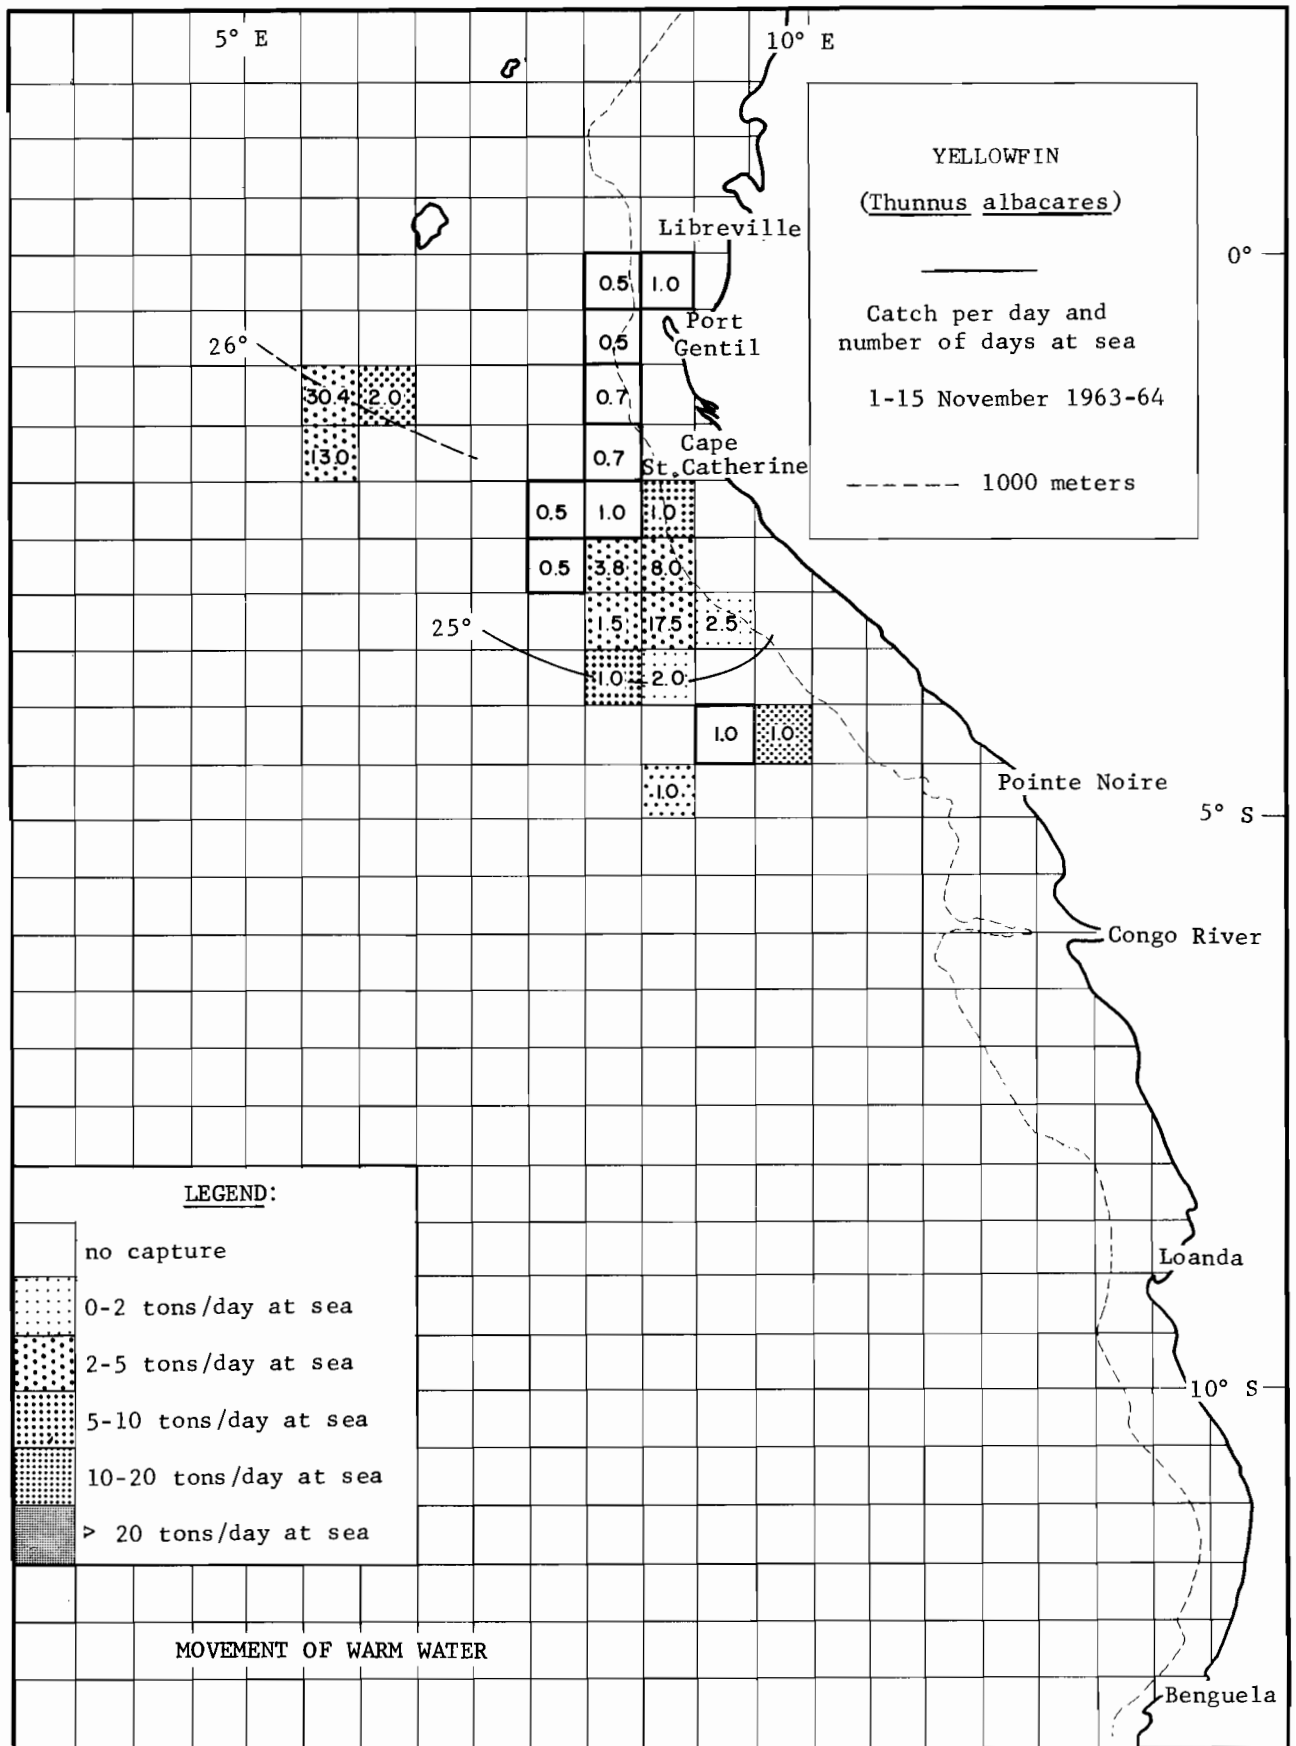 5° E
10° E
YELLOWFIN
(Thunnus albacares)
Libreville
0°
0.5 1.0
Catch per day and
number of days at sea
Port
Gentil
0,5
26°
1-15 November 1963-64
30.4 2.0
0.7
Cape
St.Catherine
13.0
0.7
1000 meters
0.5 1.0 1.0
0.5 3.8 8.0
25°
1.5 17.5 2.5
1.0 2.0
1.0 1.0
Pointe Noire
1.0
5° S
Congo River
LEGEND:
no capture
Loanda
0-2 tons/day at sea
2-5 tons/day at sea
10° S
5-10 tons/day at sea
10-20 tons/day at sea
> 20 tons/day at sea
MOVEMENT OF WARM WATER
Benguela